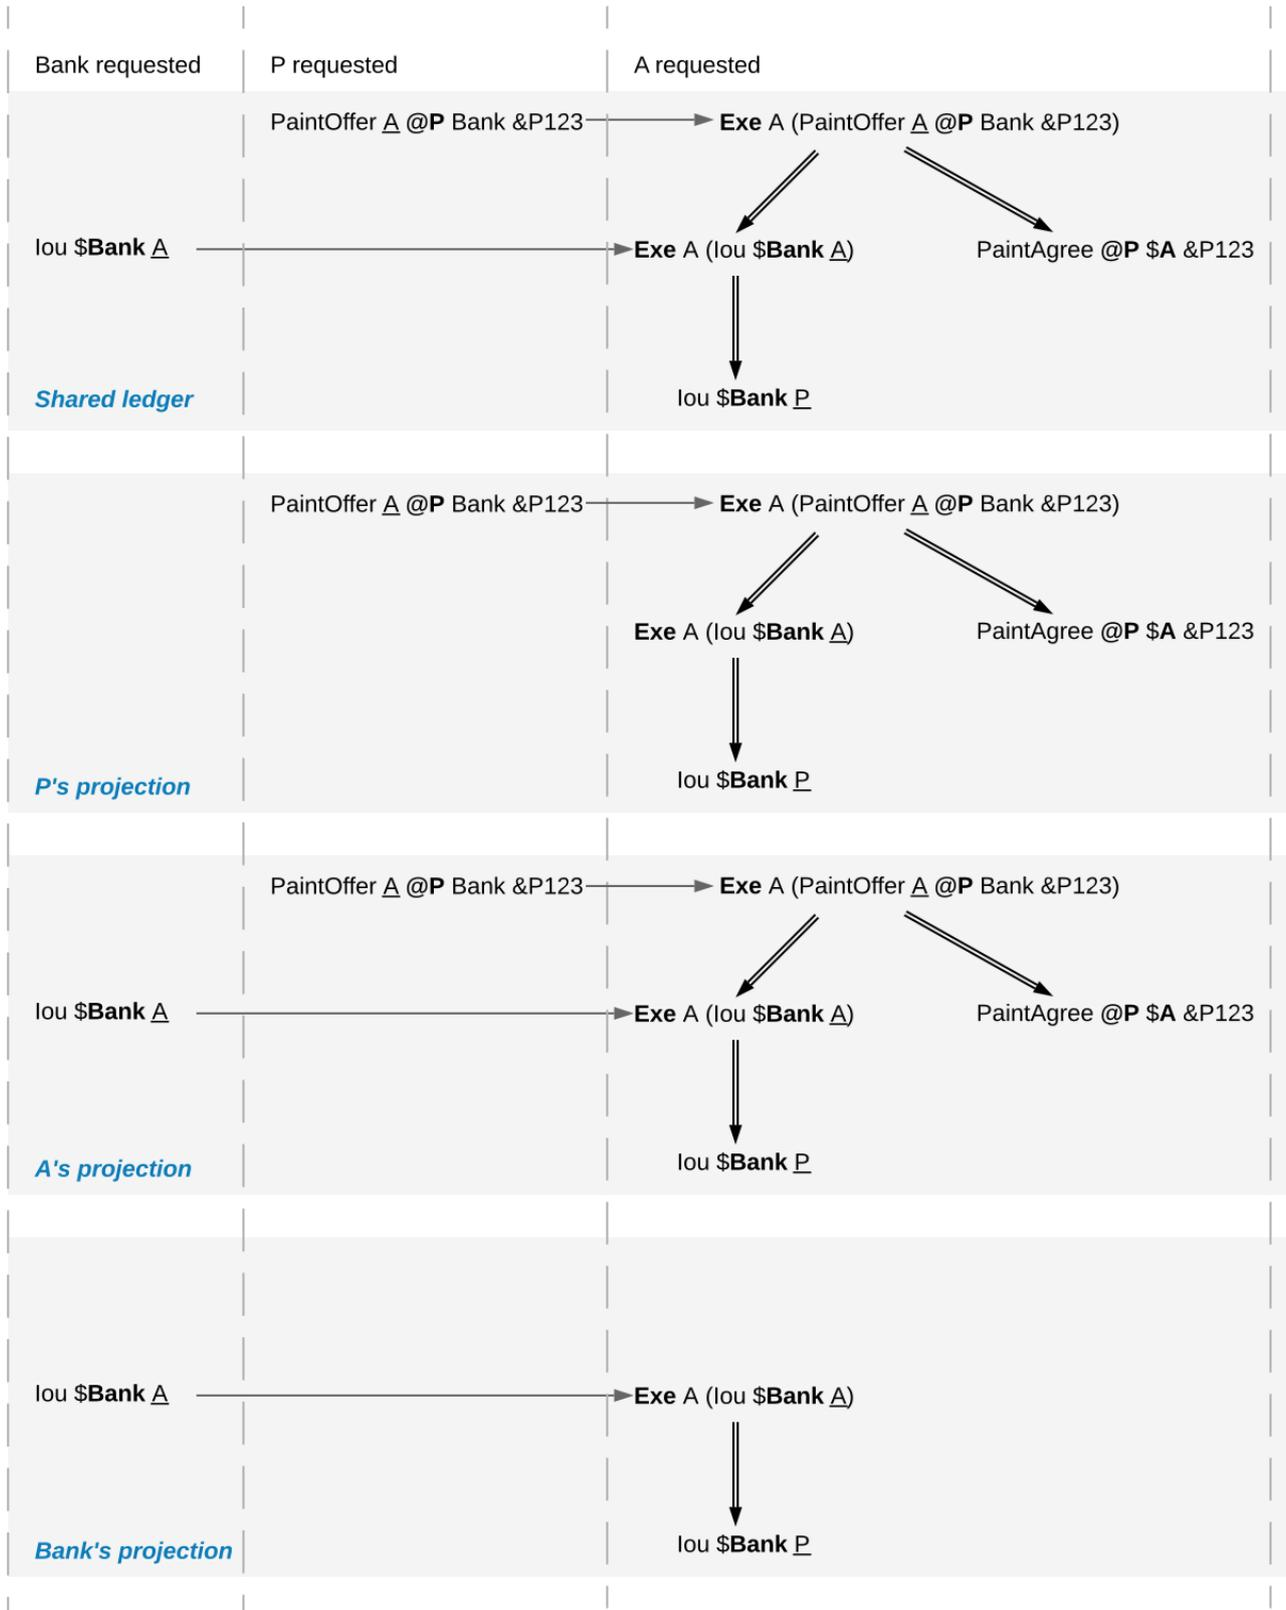 Bank requested
P requested
A requested
PaintOffer A @P Bank &P123
Exe A (PaintOffer A @P Bank &P123)
Iou $Bank A
Exe A (Iou $Bank A)
PaintAgree @P $A &P123
Shared ledger
Iou $Bank P
PaintOffer A @P Bank &P123
Exe A (PaintOffer A @P Bank &P123)
Exe A (Iou $Bank A)
PaintAgree @P $A &P123
P's projection
Iou $Bank P
PaintOffer A @P Bank &P123
Exe A (PaintOffer A @P Bank &P123)
Iou $Bank A
Exe A (Iou $Bank A)
PaintAgree @P $A &P123
A's projection
Iou $Bank P
Iou $Bank A
Exe A (Iou $Bank A)
Bank's projection
Iou $Bank P